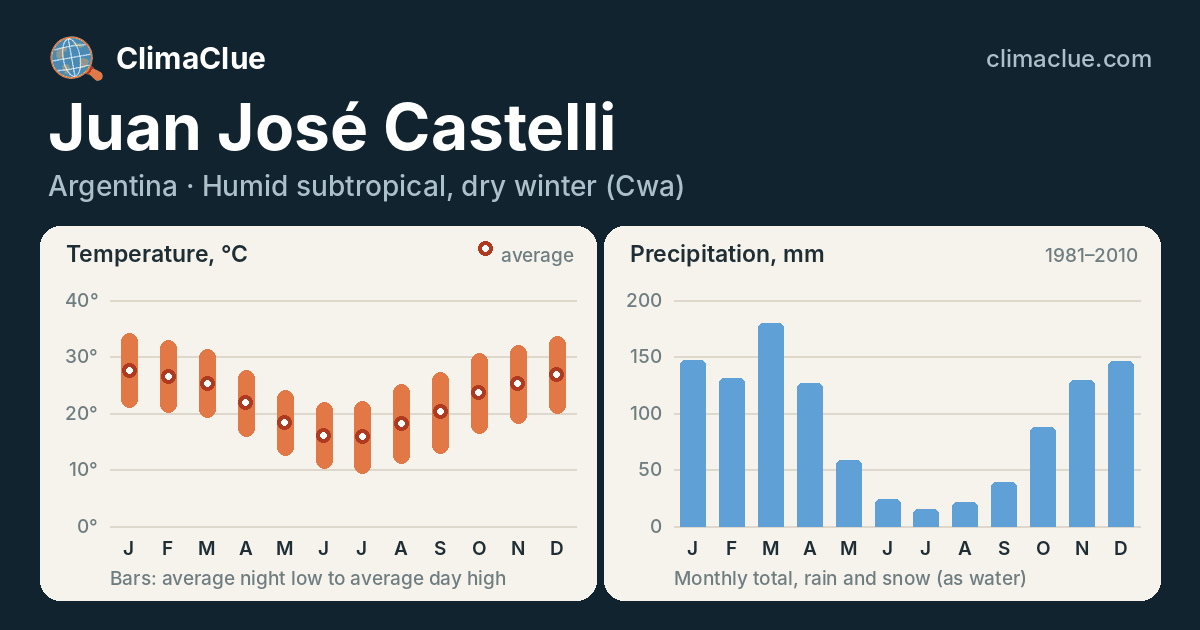 ClimaClue
climaclue.com
Juan José Castelli
Argentina · Humid subtropical, dry winter (Cwa)
Temperature, °C
average
40°
30°
20°
10°
0°
J F M A M J J A S O N D
Bars: average night low to average day high
Precipitation, mm
1981–2010
200
150
100
50
0
J F M A M J J A S O N D
Monthly total, rain and snow (as water)